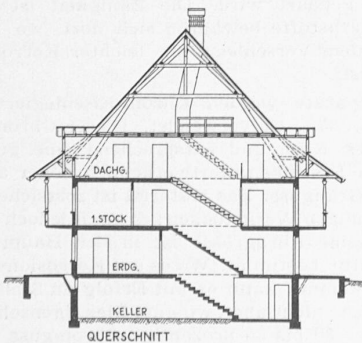 DACHG.
1.STOCK
ERDG.
KELLER
QUERSCHNITT